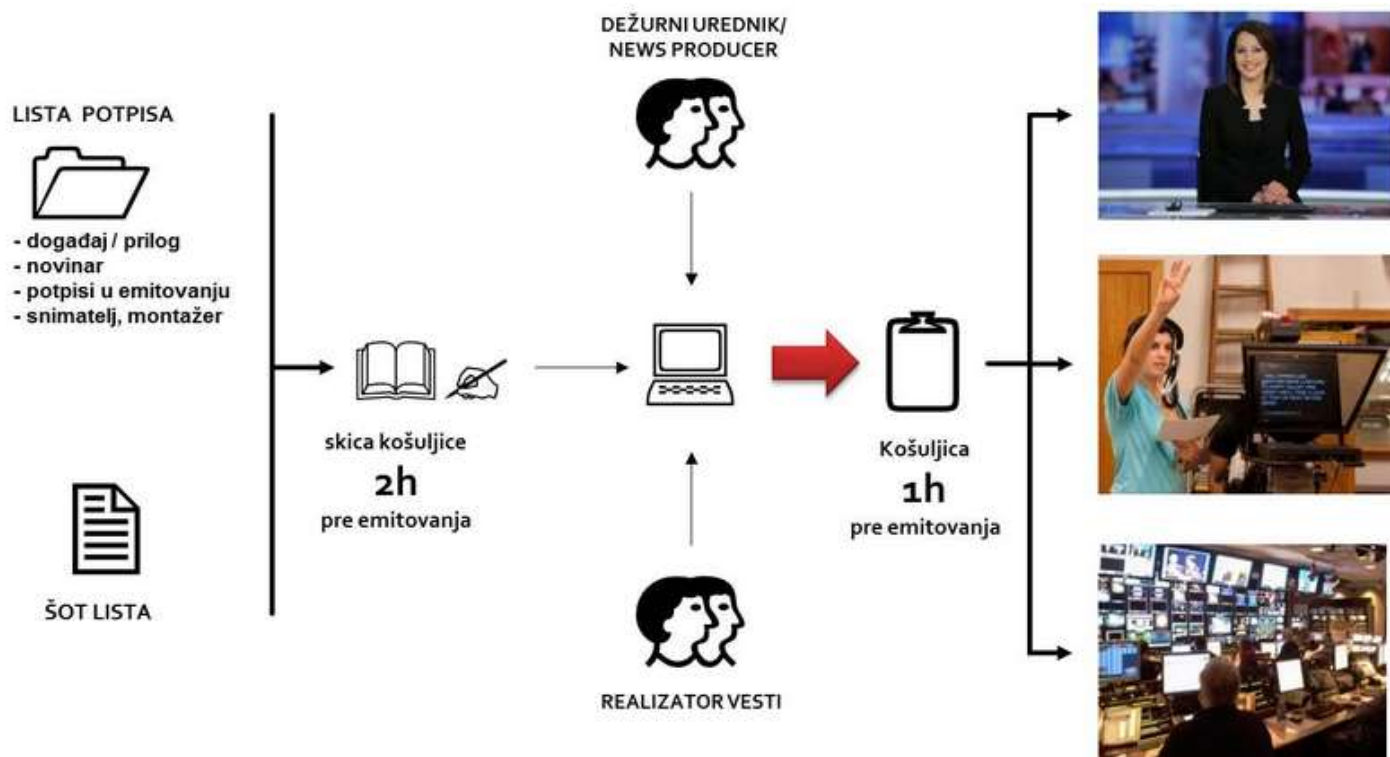 DEŽURNI UREDNIK/
NEWS PRODUCER
LISTA POTPISA
- događaj / prilog
- novinar
- potpisi u emitovanju
- snimatelj, montažer
skica košuljice
2h
pre emitovanja
Košuljica
1h
pre emitovanja
ŠOT LISTA
REALIZATOR VESTI